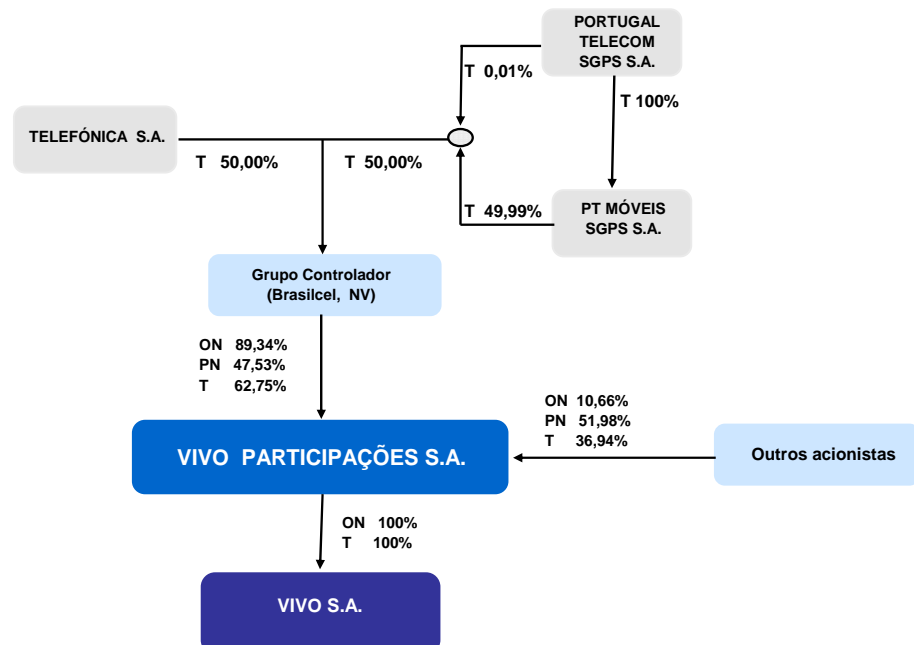 PORTUGAL
TELECOM
SGPS S.A.
T 0,01%
T 100%
TELEFÓNICA S.A.
T 50,00%
T 50,00%
T 49,99%
PT MÓVEIS
SGPS S.A.
Grupo Controlador
(Brasilcel, NV)
ON 89,34%
PN 47,53%
T 62,75%
ON 10,66%
PN 51,98%
T 36,94%
VIVO PARTICIPAÇÕES S.A.
Outros acionistas
ON 100%
T 100%
VIVO S.A.